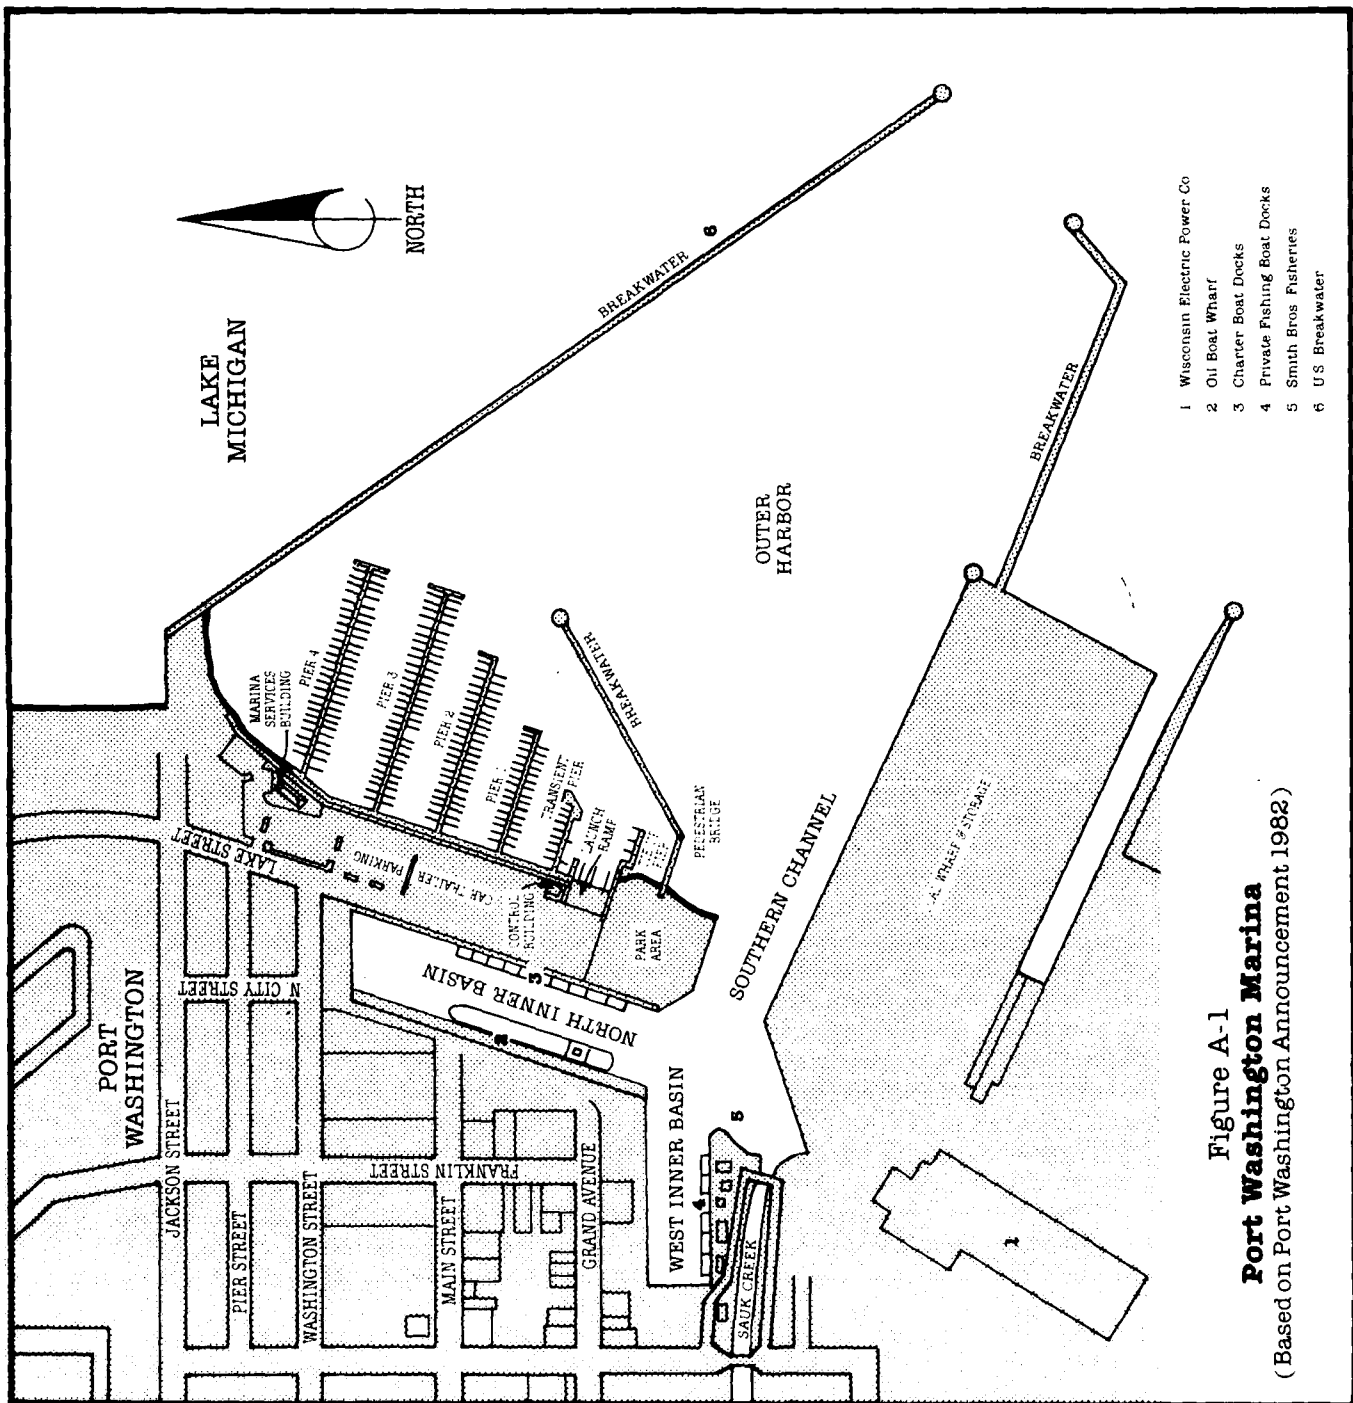 LAKE
MICHIGAN
NORTH
BREAKWATER
6
PORT
WASHINGTON
JACKSON STREET
PIER STREET
WASHINGTON STREET
MAIN STREET
GRAND AVENUE
FRANKLIN STREET
N CITY STREET
LAKE STREET
MARINA
SERVICES
BUILDING
PIER 4
PIER 3
PIER 2
PIER
TRANSIENT
PIER
LAUNCH
RAMP
CAR TRAILER PARKING
CONTROL
BUILDING
PARK
AREA
BREAKWATER
PEDESTRIAN
BRIDGE
OUTER
HARBOR
NORTH INNER BASIN
3
2
WEST INNER BASIN
4
5
SAUK CREEK
SOUTHERN CHANNEL
WHARF & STORAGE
BREAKWATER
1
1 Wisconsin Electric Power Co
2 Oil Boat Wharf
3 Charter Boat Docks
4 Private Fishing Boat Docks
5 Smith Bros Fisheries
6 US Breakwater
Figure A-1
Port Washington Marina
(Based on Port Washington Announcement 1982)